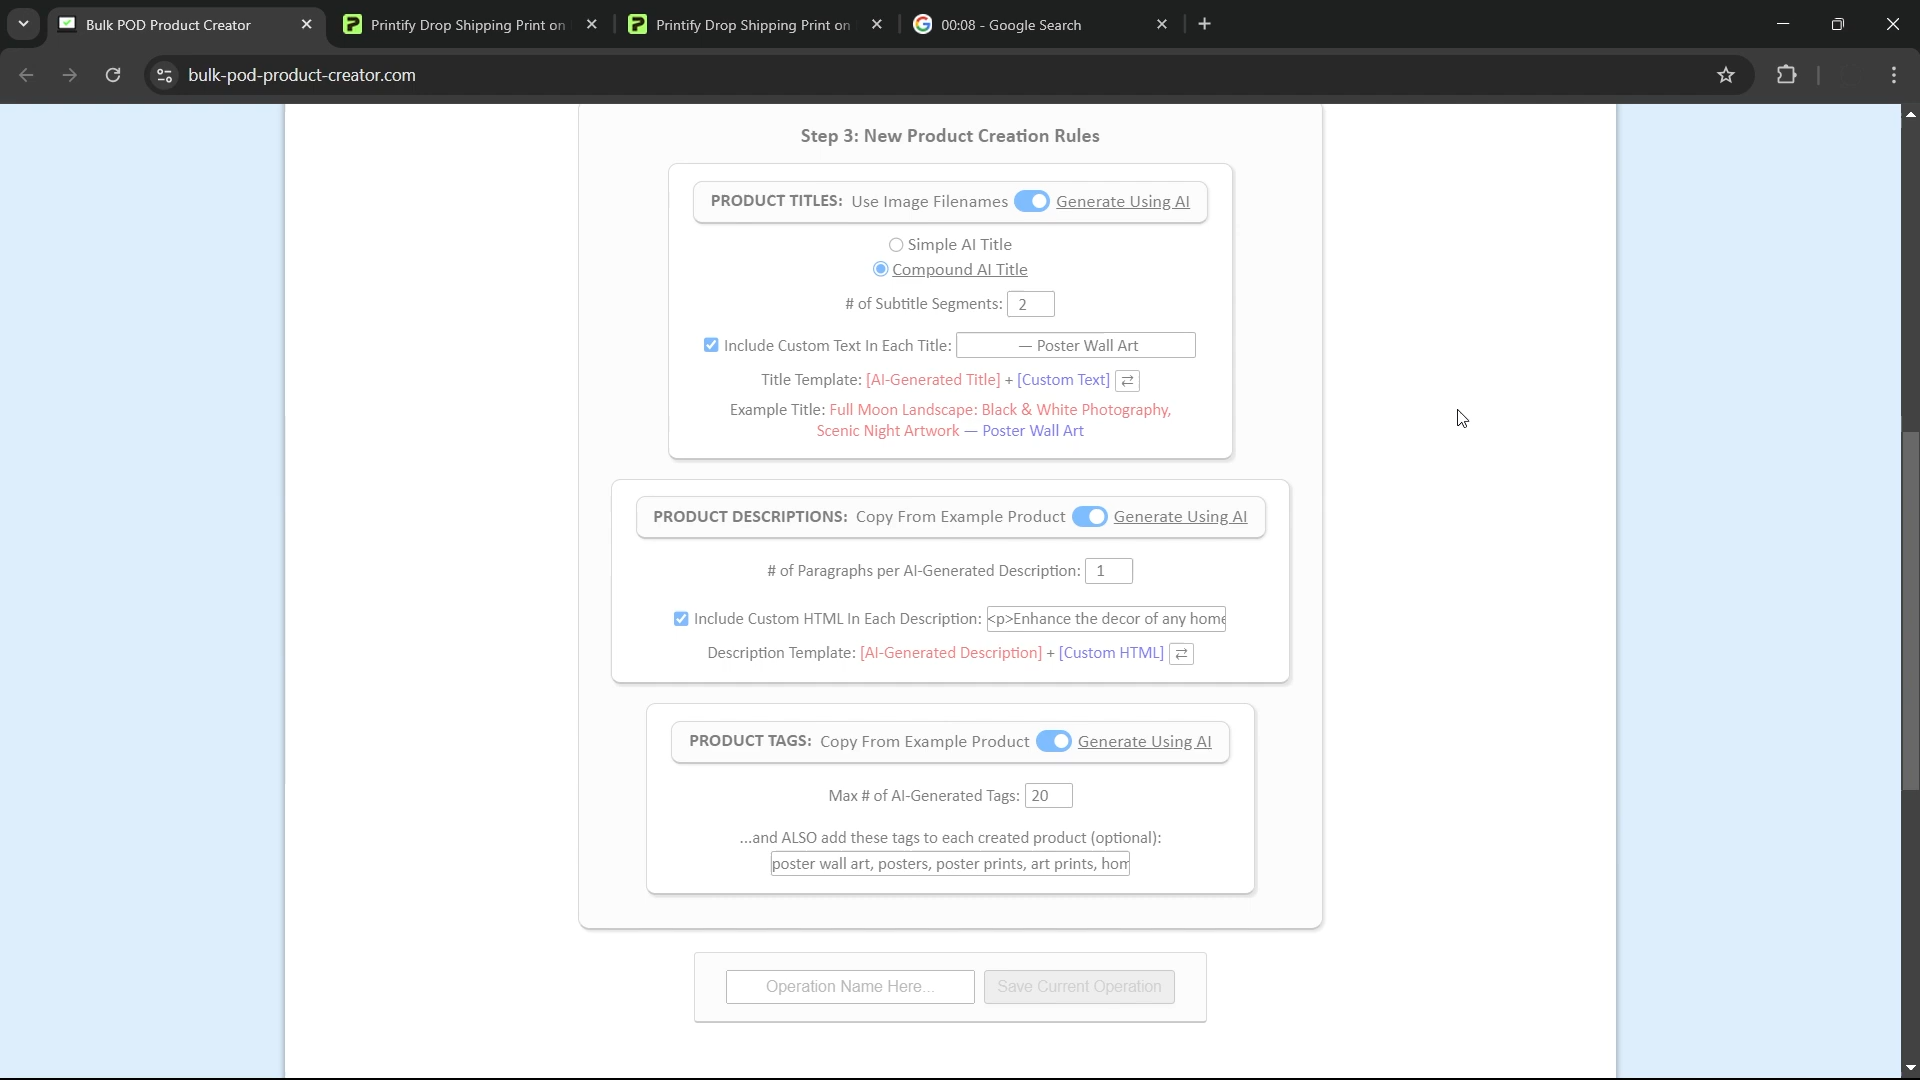 Bulk POD Product Creator
Printify Drop Shipping Print on
Printify Drop Shipping Print on
00:08 - Google Search
bulk-pod-product-creator.com
Step 3: New Product Creation Rules
PRODUCT TITLES: Use Image Filenames Generate Using AI
Simple AI Title
Compound AI Title
# of Subtitle Segments: 2
Include Custom Text In Each Title: — Poster Wall Art
Title Template: [AI-Generated Title] + [Custom Text] ⇄
Example Title: Full Moon Landscape: Black & White Photography,
Scenic Night Artwork — Poster Wall Art
PRODUCT DESCRIPTIONS: Copy From Example Product Generate Using AI
# of Paragraphs per AI-Generated Description: 1
Include Custom HTML In Each Description: <p>Enhance the decor of any home
Description Template: [AI-Generated Description] + [Custom HTML] ⇄
PRODUCT TAGS: Copy From Example Product Generate Using AI
Max # of AI-Generated Tags: 20
...and ALSO add these tags to each created product (optional):
poster wall art, posters, poster prints, art prints, hom
Operation Name Here... Save Current Operation